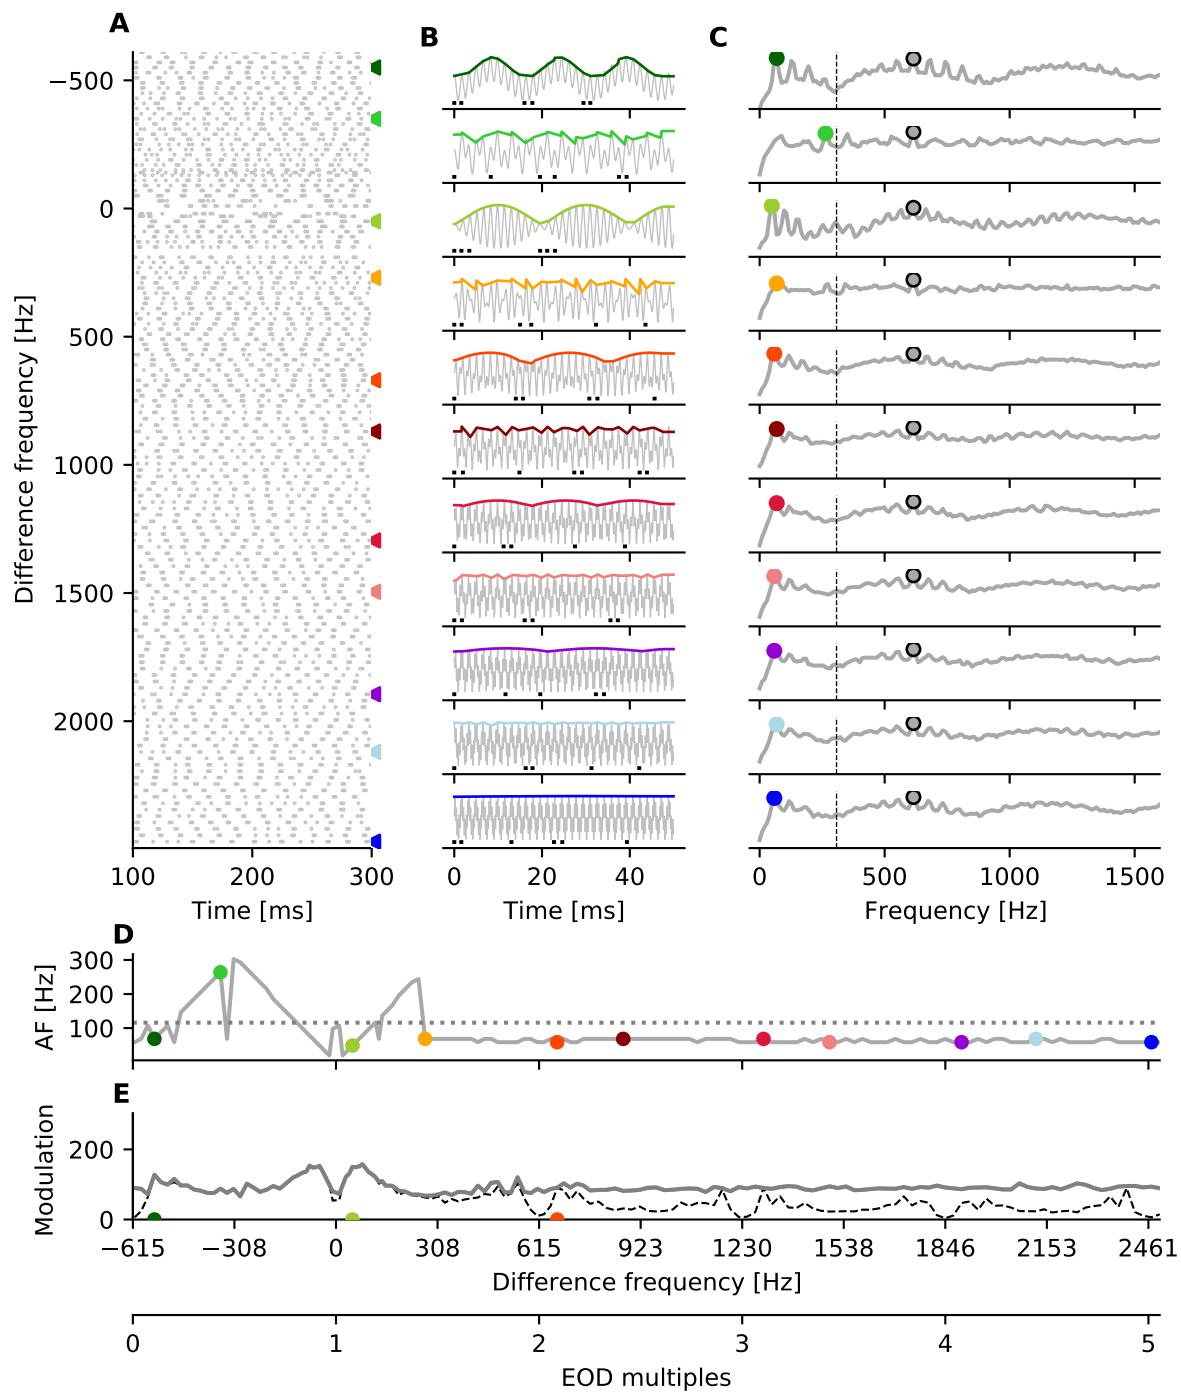 A
B
C
−500
0
500
1000
1500
2000
Difference frequency [Hz]
100 200 300
0 20 40
0 500 1000 1500
Time [ms]
Time [ms]
Frequency [Hz]
D
300
200
100
AF [Hz]
E
200
0
Modulation
−615 −308 0 308 615 923 1230 1538 1846 2153 2461
Difference frequency [Hz]
0 1 2 3 4 5
EOD multiples